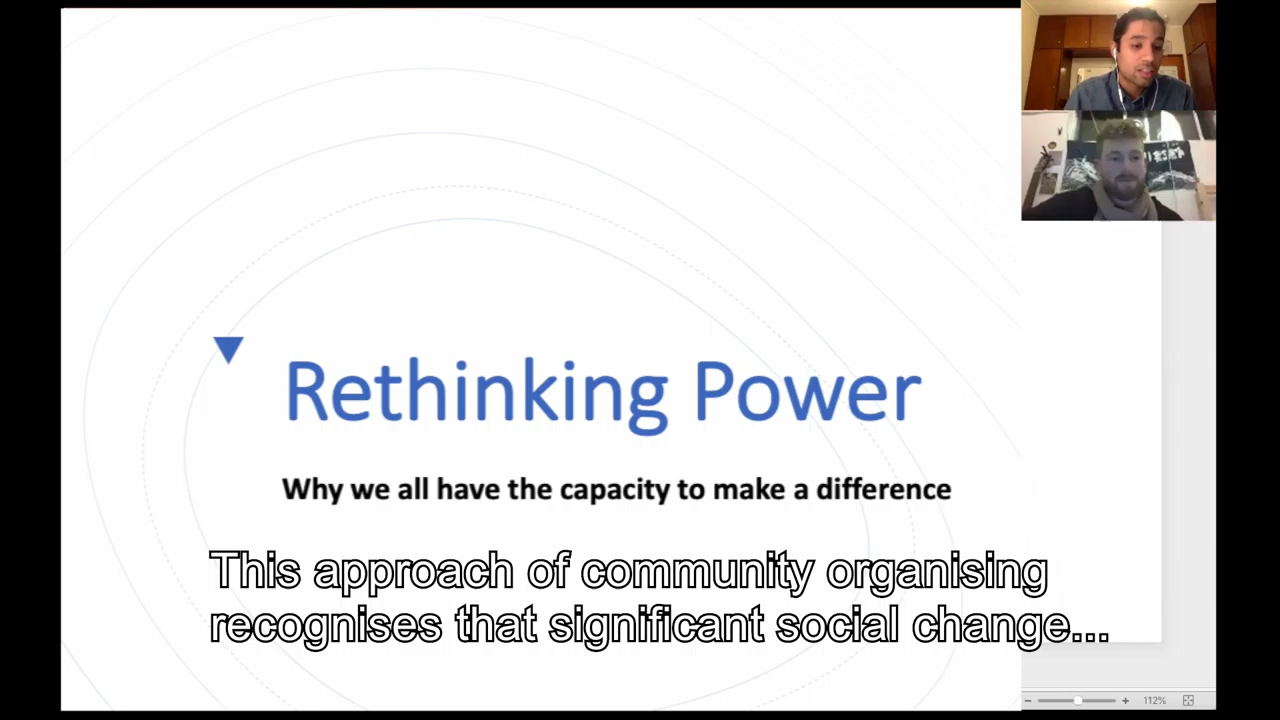 Rethinking Power
Why we all have the capacity to make a difference
This approach of community organising
recognises that significant social change...
112%